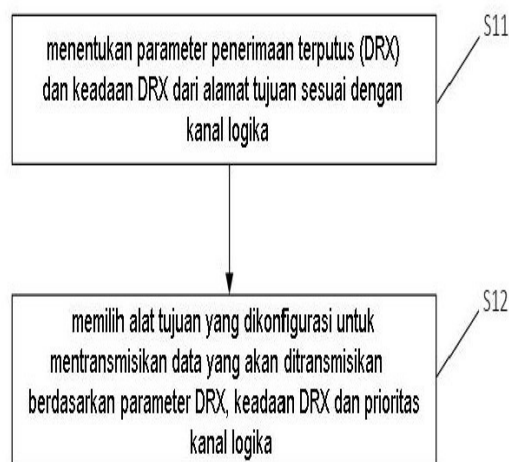 S11
menentukan parameter penerimaan terputus (DRX)
dan keadaan DRX dari alamat tujuan sesuai dengan
kanal logika
S12
memilih alat tujuan yang dikonfigurasi untuk
mentransmisikan data yang akan ditransmisikan
berdasarkan parameter DRX, keadaan DRX dan prioritas
kanal logika